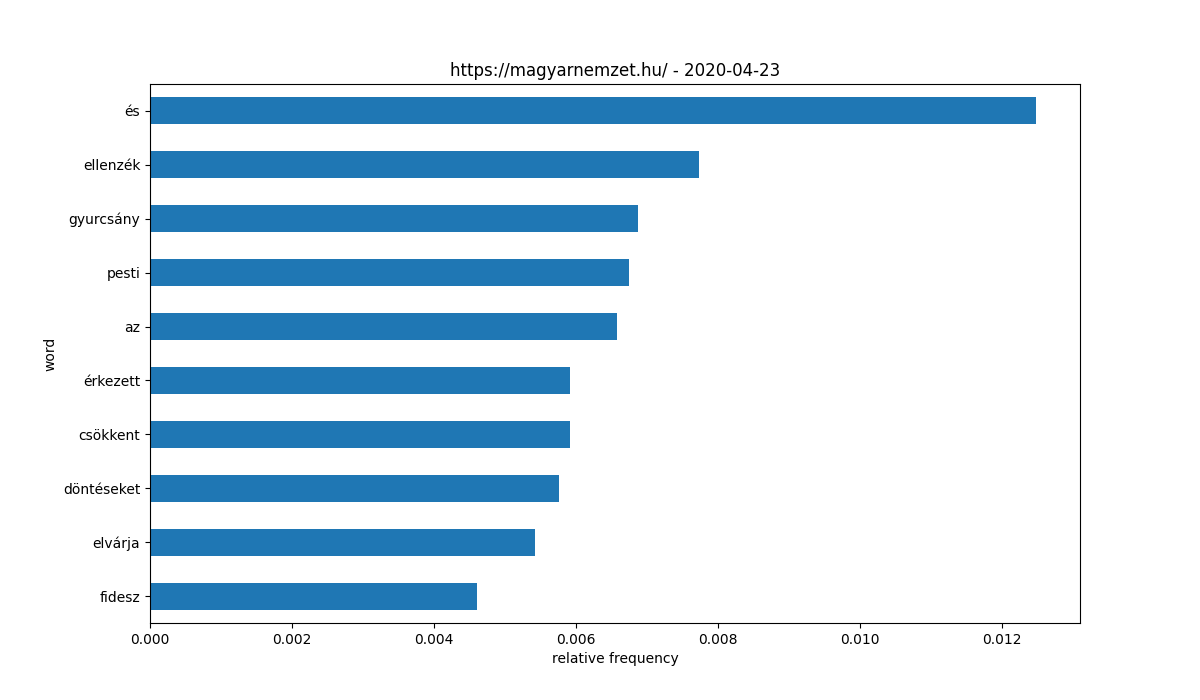 https://magyarnemzet.hu/ - 2020-04-23
és
ellenzék
gyurcsány
pesti
az
érkezett
csökkent
döntéseket
elvárja
fidesz
word
0.000 0.002 0.004 0.006 0.008 0.010 0.012
relative frequency